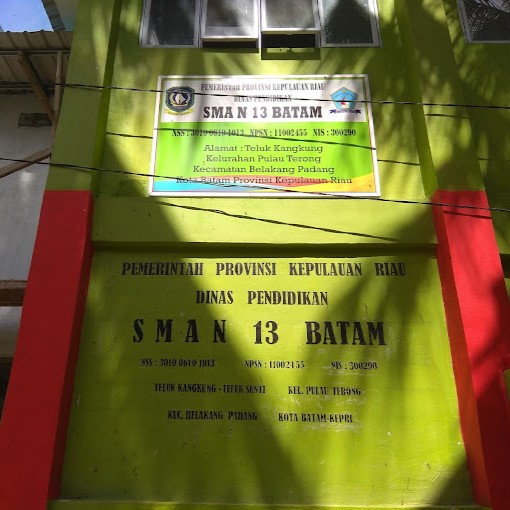 PEMERINTAH PROVINSI KEPULAUAN RIAU
DINAS PENDIDIKAN
SMA N 13 BATAM
NSS : 3010 0610 1013 NPSN : 11002455 NIS : 300290
Alamat : Teluk Kangkung
Kelurahan Pulau Terong
Kecamatan Belakang Padang
Kota Batam Provinsi Kepulauan Riau
PEMERINTAH PROVINSI KEPULAUAN RIAU
DINAS PENDIDIKAN
SMAN 13 BATAM
NSS : 3010 0610 1013 NPSN : 11002455 NIS : 300290
TELUK KANGKUNG - TELUK SUNTI KEL. PULAU TERONG
KEC. BELAKANG PADANG KOTA BATAM-KEPRI